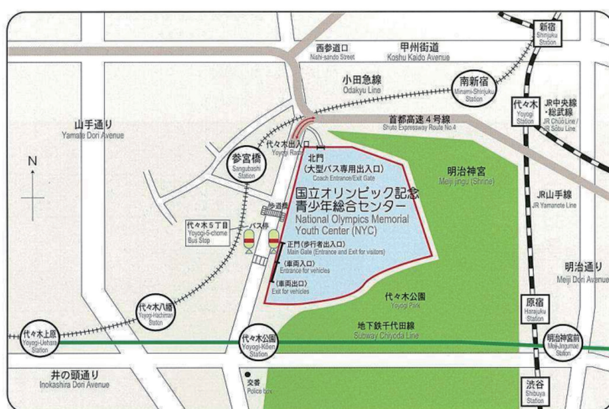 新宿
Shinjuku
Station
西参道口
Nishi-sando Street
甲州街道
Koshu Kaido Avenue
小田急線
Odakyu Line
南新宿
Minami-Shinjuku
Station
代々木
Yoyogi
Station
JR中央線
・総武線
JR Chuo Line /
JR Sobu Line
首都高速4号線
Shuto Expressway Route No.4
山手通り
Yamate Dori Avenue
N
代々木出入口
Yoyogi Ramp
参宮橋
Sangubashi
Station
北門
(大型バス専用出入口)
Coach Entrance/Exit Gate
明治神宮
Meiji jingu (Shrine)
国立オリンピック記念
青少年総合センター
National Olympics Memorial
Youth Center (NYC)
JR山手線
JR Yamanote Line
歩道橋
代々木5丁目
Yoyogi-5-chome
Bus Stop
バス停
正門(歩行者出入口)
Main Gate (Entrance and Exit for visitors)
(車両入口)
Entrance for vehicles
(車両出口)
Exit for vehicles
明治通り
Meiji Dori Avenue
代々木公園
Yoyogi Park
原宿
Harajuku
Station
代々木八幡
Yoyogi-Hachiman
Station
地下鉄千代田線
Subway Chiyoda Line
代々木上原
Yoyogi-Uehara
Station
代々木公園
Yoyogi-Koen
Station
明治神宮前
Meiji-Jingumae
Station
井の頭通り
Inokashira Dori Avenue
交番
Police box
渋谷
Shibuya
Station